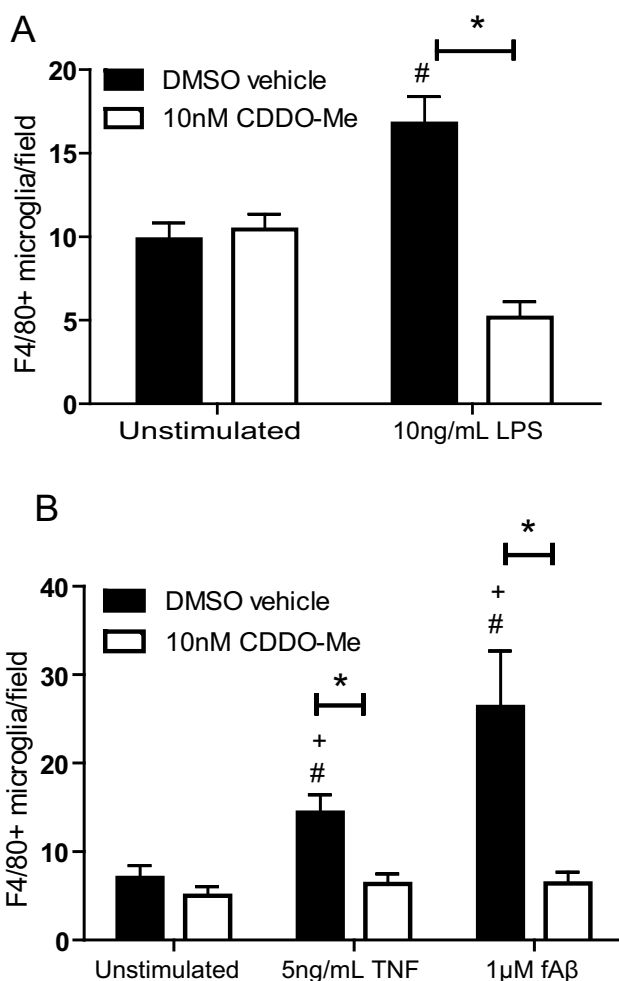 A
*
20
DMSO vehicle
#
10nM CDDO-Me
15
10
5
0
F4/80+ microglia/field
Unstimulated 10ng/mL LPS
B
*
40
DMSO vehicle
+
10nM CDDO-Me
#
30
*
+
#
20
10
0
F4/80+ microglia/field
Unstimulated 5ng/mL TNF 1µM fAβ